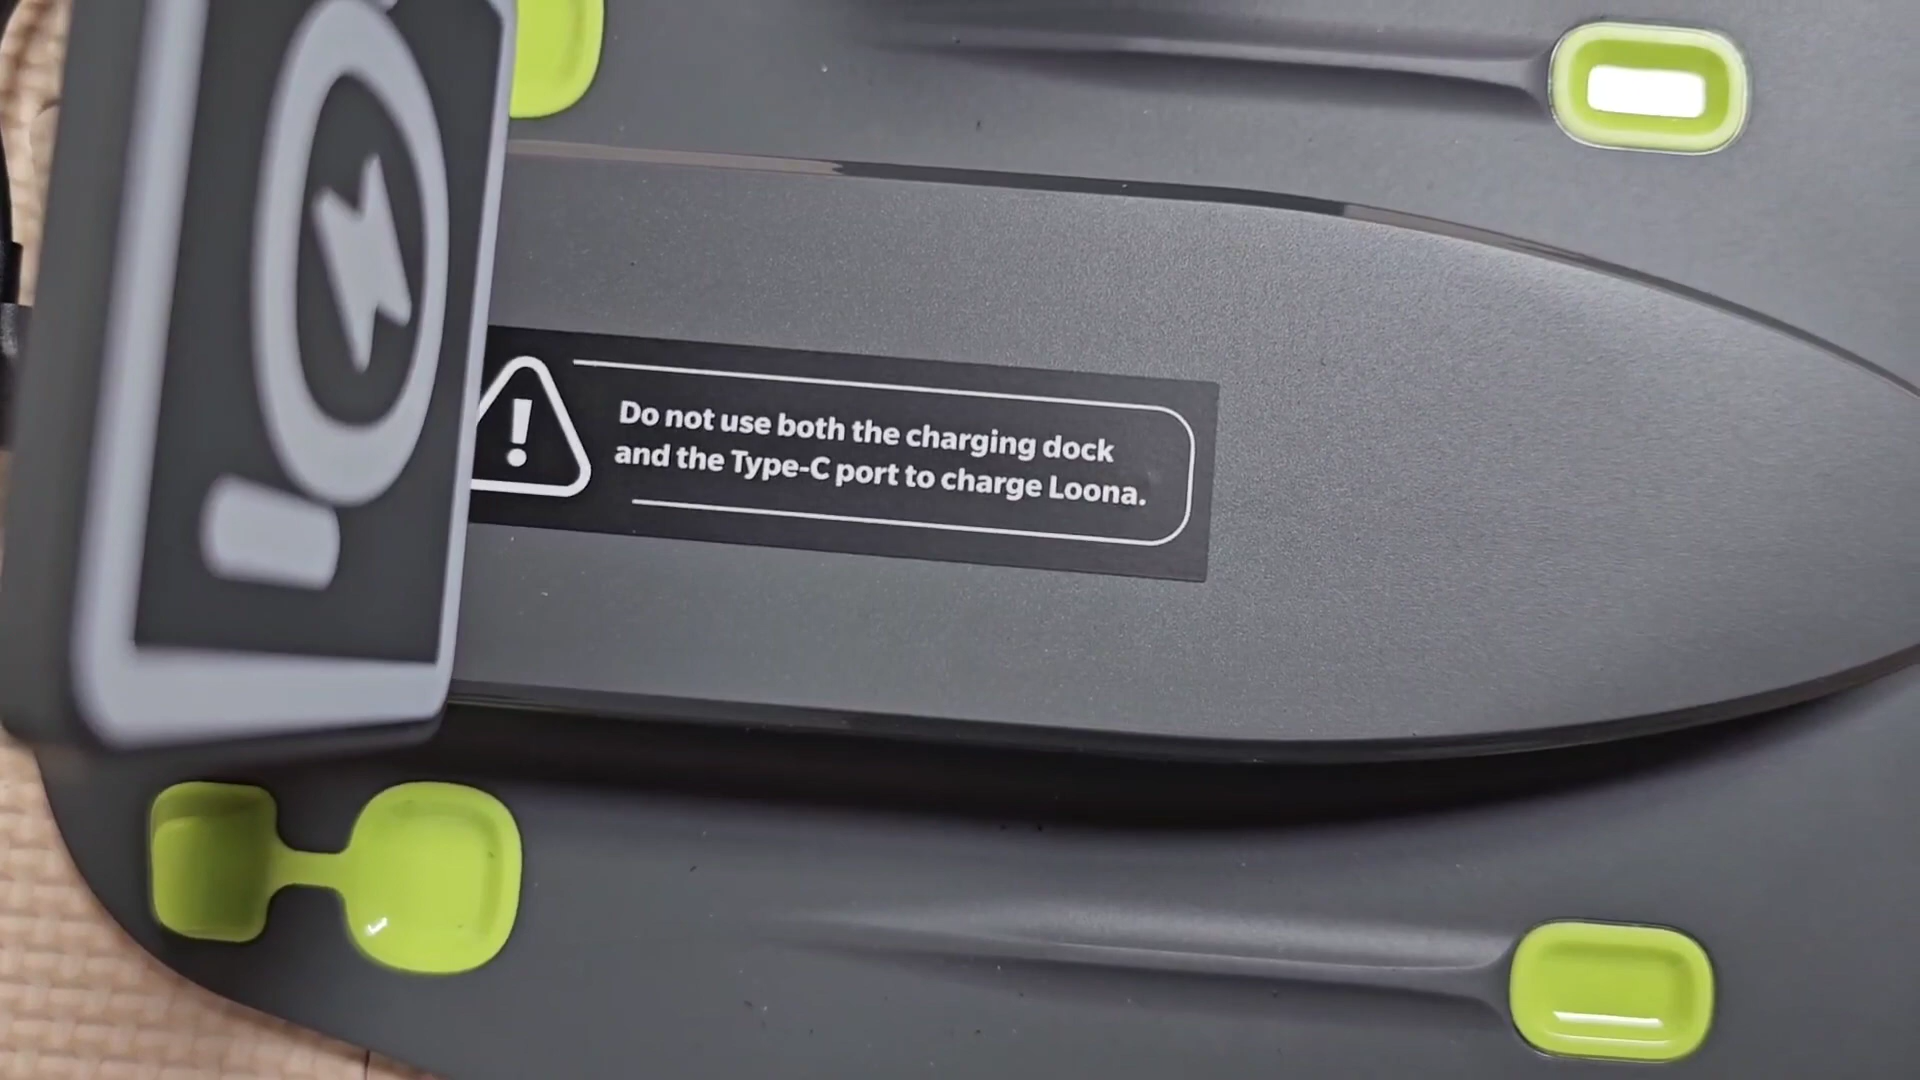 Do not use both the charging dock
and the Type-C port to charge Loona.